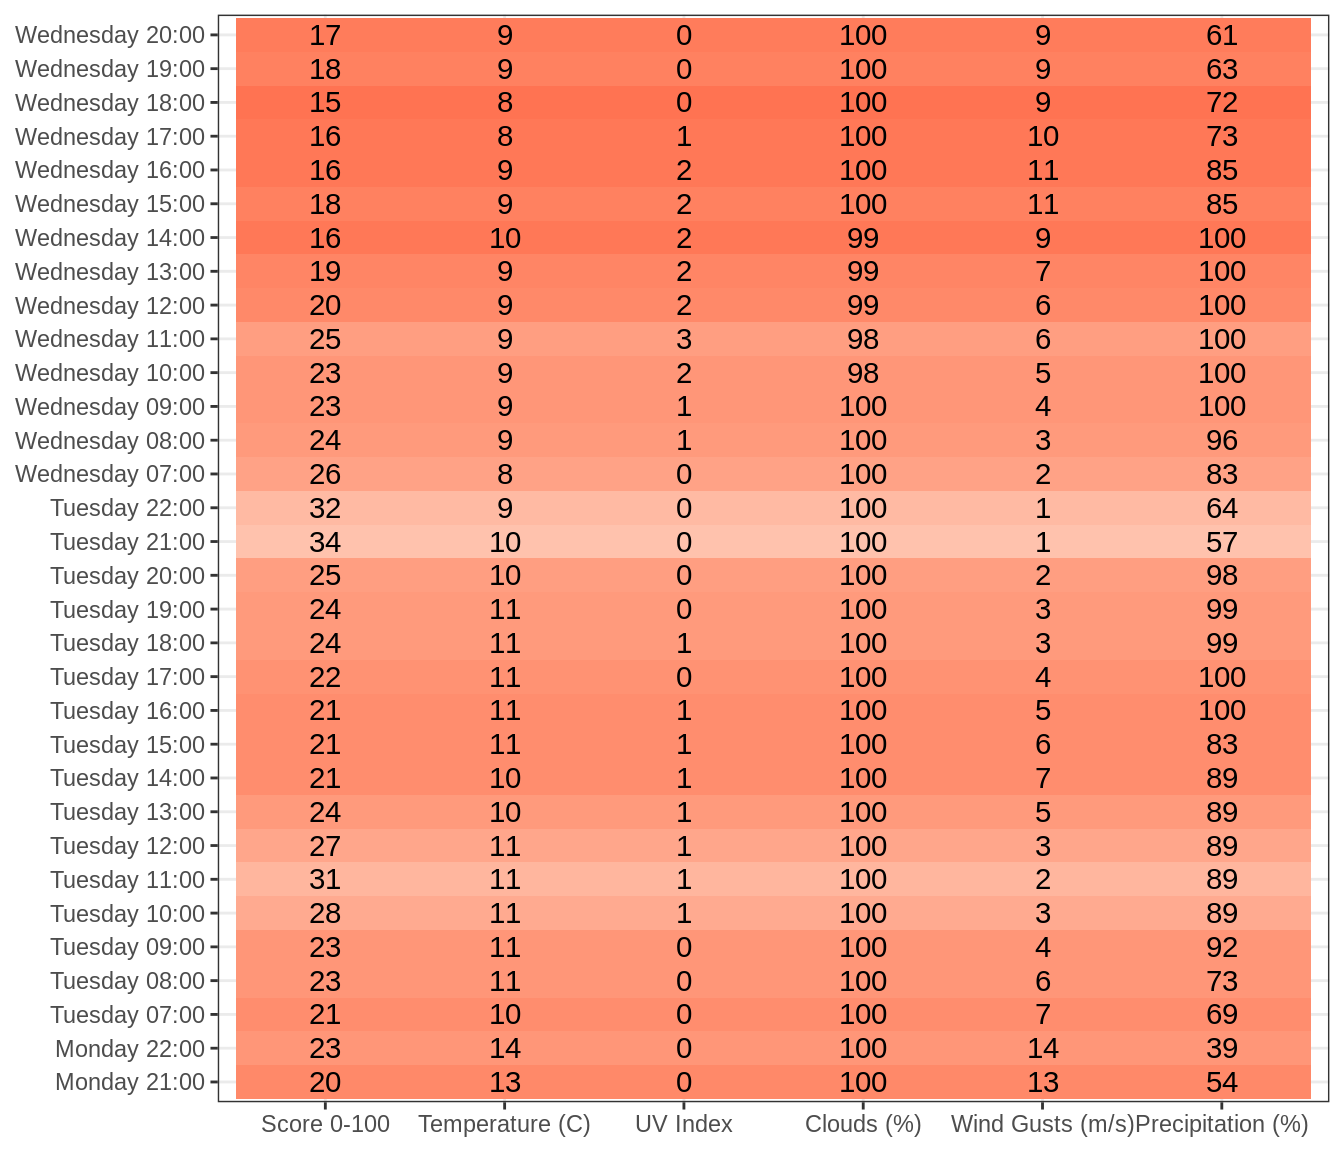 Wednesday 20:00 17 9 0 100 9 61
Wednesday 19:00 18 9 0 100 9 63
Wednesday 18:00 15 8 0 100 9 72
Wednesday 17:00 16 8 1 100 10 73
Wednesday 16:00 16 9 2 100 11 85
Wednesday 15:00 18 9 2 100 11 85
Wednesday 14:00 16 10 2 99 9 100
Wednesday 13:00 19 9 2 99 7 100
Wednesday 12:00 20 9 2 99 6 100
Wednesday 11:00 25 9 3 98 6 100
Wednesday 10:00 23 9 2 98 5 100
Wednesday 09:00 23 9 1 100 4 100
Wednesday 08:00 24 9 1 100 3 96
Wednesday 07:00 26 8 0 100 2 83
Tuesday 22:00 32 9 0 100 1 64
Tuesday 21:00 34 10 0 100 1 57
Tuesday 20:00 25 10 0 100 2 98
Tuesday 19:00 24 11 0 100 3 99
Tuesday 18:00 24 11 1 100 3 99
Tuesday 17:00 22 11 0 100 4 100
Tuesday 16:00 21 11 1 100 5 100
Tuesday 15:00 21 11 1 100 6 83
Tuesday 14:00 21 10 1 100 7 89
Tuesday 13:00 24 10 1 100 5 89
Tuesday 12:00 27 11 1 100 3 89
Tuesday 11:00 31 11 1 100 2 89
Tuesday 10:00 28 11 1 100 3 89
Tuesday 09:00 23 11 0 100 4 92
Tuesday 08:00 23 11 0 100 6 73
Tuesday 07:00 21 10 0 100 7 69
Monday 22:00 23 14 0 100 14 39
Monday 21:00 20 13 0 100 13 54
Score 0-100 Temperature (C) UV Index Clouds (%) Wind Gusts (m/s) Precipitation (%)